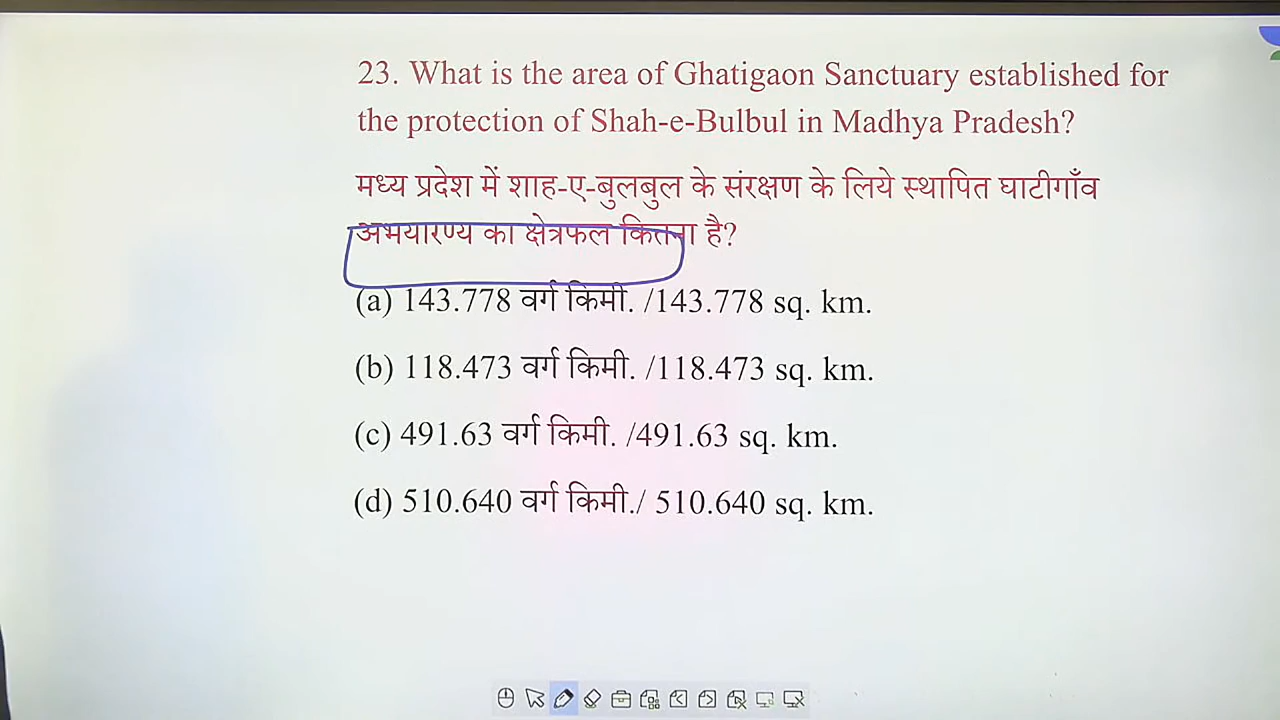 23. What is the area of Ghatigaon Sanctuary established for
the protection of Shah-e-Bulbul in Madhya Pradesh?
मध्य प्रदेश में शाह-ए-बुलबुल के संरक्षण के लिये स्थापित घाटीगाँव
अभयारण्य का क्षेत्रफल कितना है?
(a) 143.778 वर्ग किमी. /143.778 sq. km.
(b) 118.473 वर्ग किमी. /118.473 sq. km.
(c) 491.63 वर्ग किमी. /491.63 sq. km.
(d) 510.640 वर्ग किमी./ 510.640 sq. km.